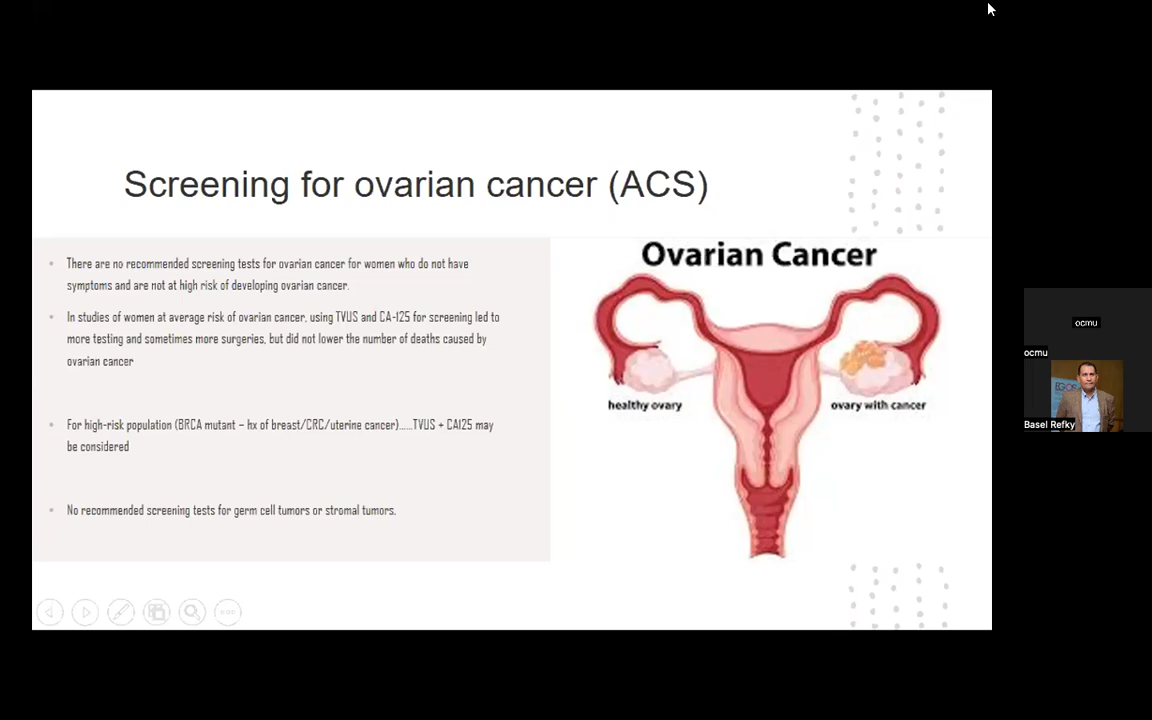 Screening for ovarian cancer (ACS)
There are no recommended screening tests for ovarian cancer for women who do not have
symptoms and are not at high risk of developing ovarian cancer.
In studies of women at average risk of ovarian cancer, using TVUS and CA-125 for screening led to
more testing and sometimes more surgeries, but did not lower the number of deaths caused by
ovarian cancer
For high-risk population (BRCA mutant – hx of breast/CRC/uterine cancer)......TVUS + CA125 may
be considered
No recommended screening tests for germ cell tumors or stromal tumors.
Ovarian Cancer
healthy ovary
ovary with cancer
ocmu
ocmu
Basel Refky